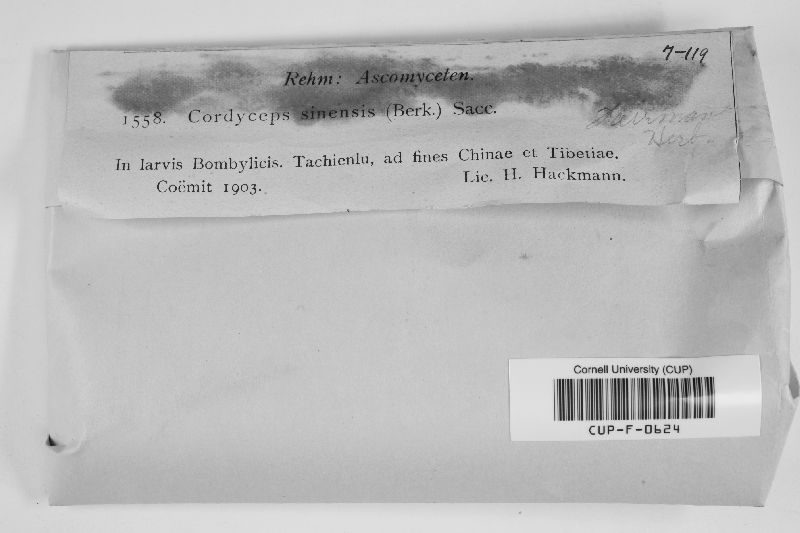 7-119
Rehm: Ascomyceten.
1558. Cordyceps sinensis (Berk.) Sacc.
In larvis Bombylicis. Tachienlu, ad fines Chinae et Tibetiae.
Coëmit 1903. Lic. H. Hackmann.
Herb.
Cornell University (CUP)
CUP-F-0624